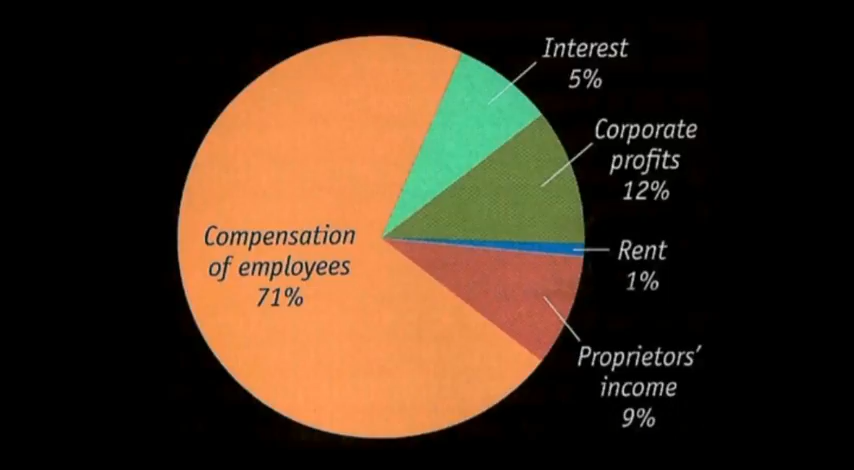 Interest
5%
Corporate
profits
12%
Rent
1%
Proprietors’
income
9%
Compensation
of employees
71%